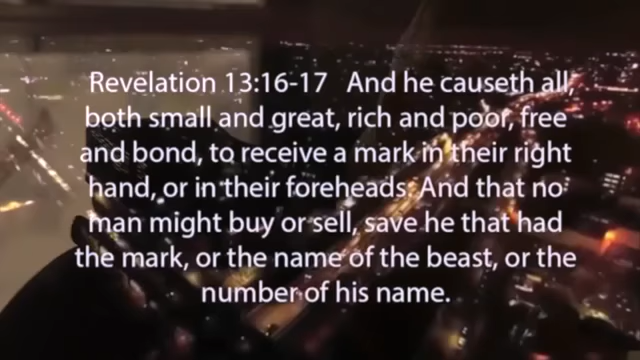 Revelation 13:16-17 And he causeth all,
both small and great, rich and poor, free
and bond, to receive a mark in their right
hand, or in their foreheads: And that no
man might buy or sell, save he that had
the mark, or the name of the beast, or the
number of his name.